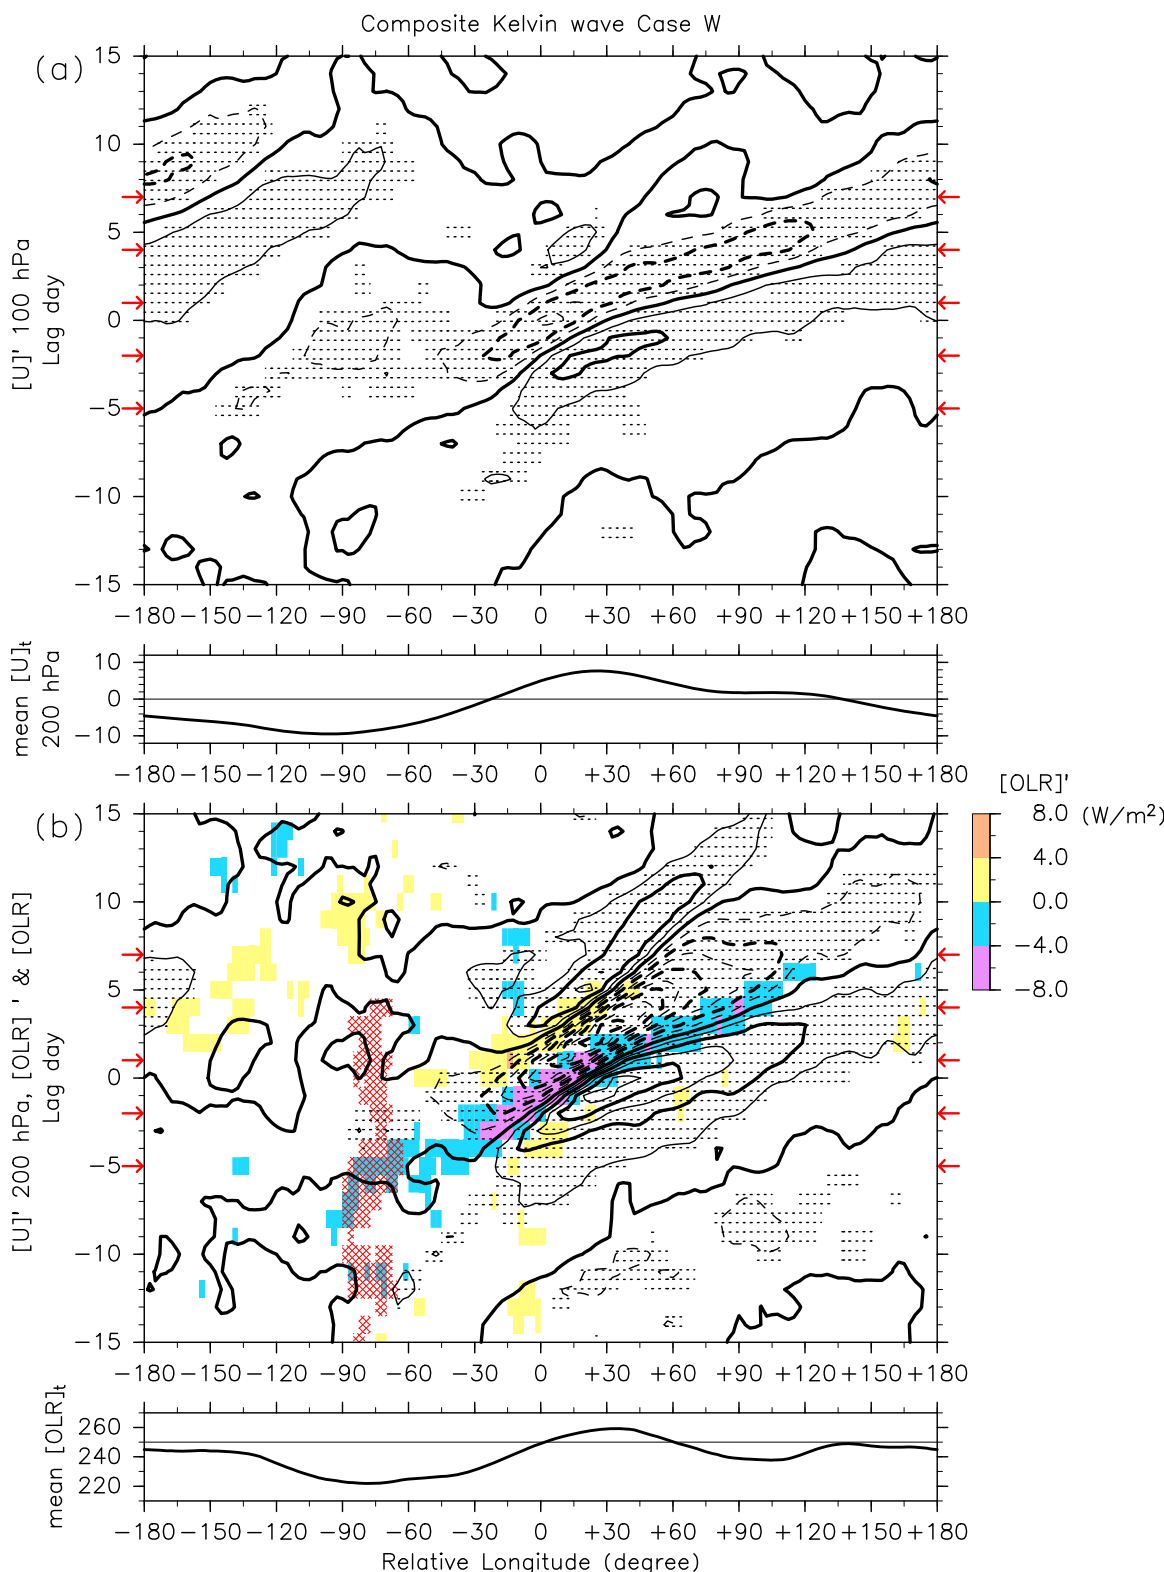 Composite Kelvin wave Case W
(a)
15
10
5
0
−5
−10
−15
[U]' 100 hPa
Lag day
−180 −150 −120 −90 −60 −30 0 +30 +60 +90 +120 +150 +180
mean [U]t
200 hPa
10
0
−10
−180 −150 −120 −90 −60 −30 0 +30 +60 +90 +120 +150 +180
[OLR]'
8.0 (W/m²)
4.0
0.0
−4.0
−8.0
(b)
15
10
5
0
−5
−10
−15
[U]' 200 hPa, [OLR]' & [OLR]
Lag day
−180 −150 −120 −90 −60 −30 0 +30 +60 +90 +120 +150 +180
mean [OLR]t
260
240
220
−180 −150 −120 −90 −60 −30 0 +30 +60 +90 +120 +150 +180
Relative Longitude (degree)